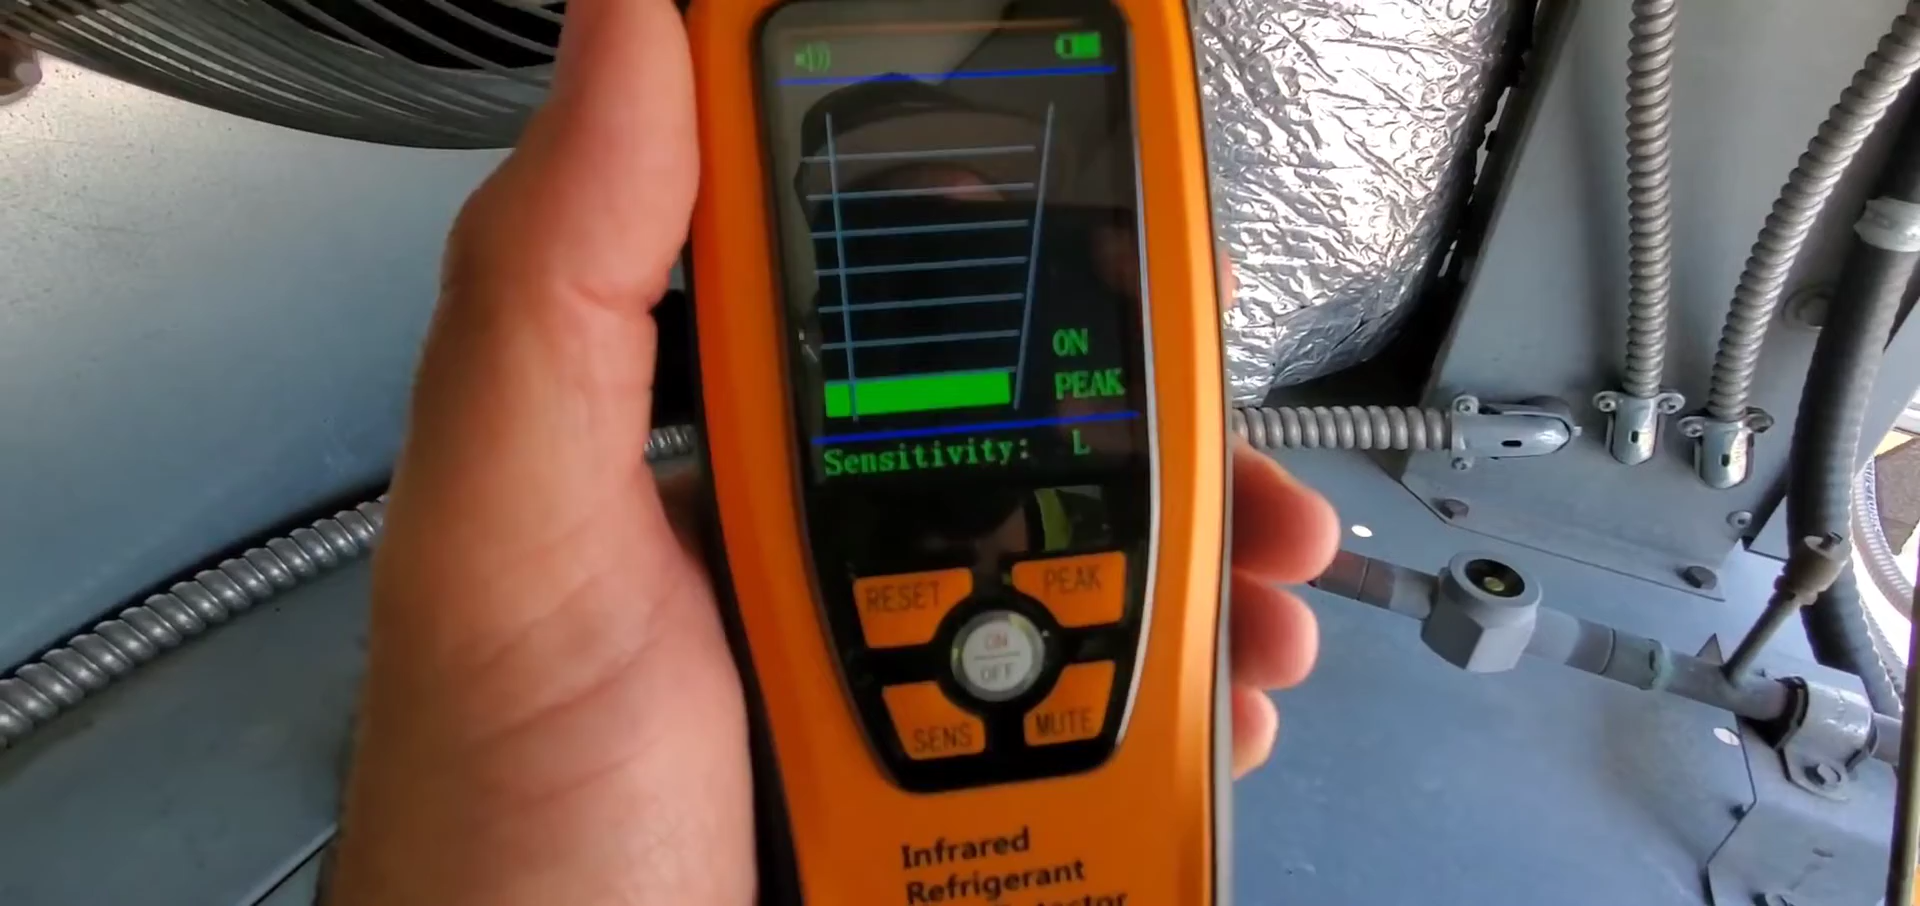 ON
PEAK
Sensitivity: L
RESET
PEAK
ON
OFF
SENS
MUTE
Infrared
Refrigerant